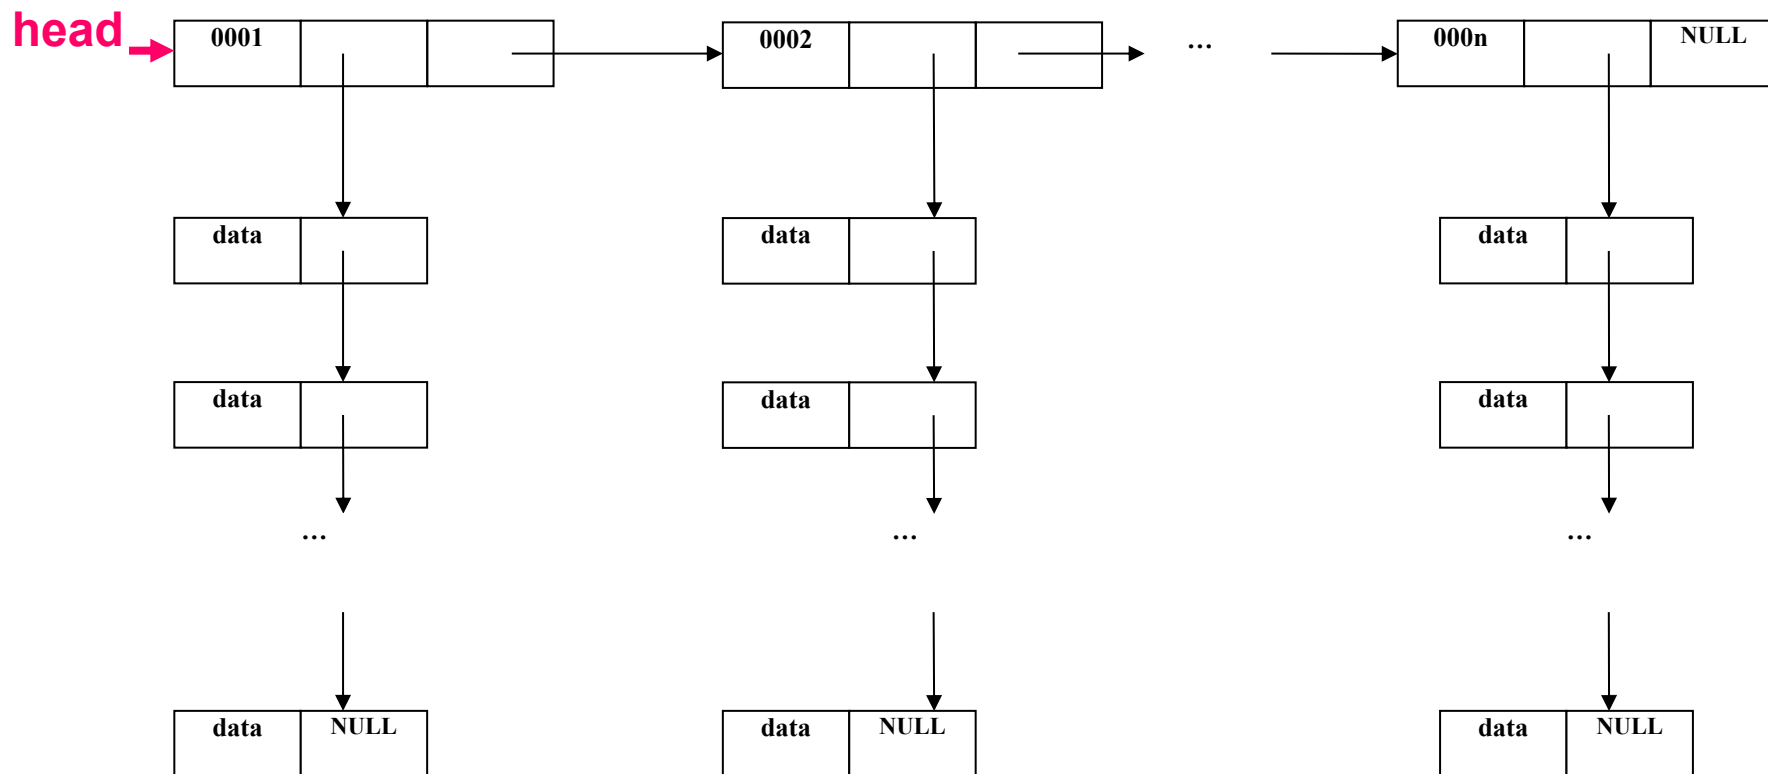 head 0001 0002 ... 000n NULL
data data data
data data data
... ... ...
data NULL data NULL data NULL